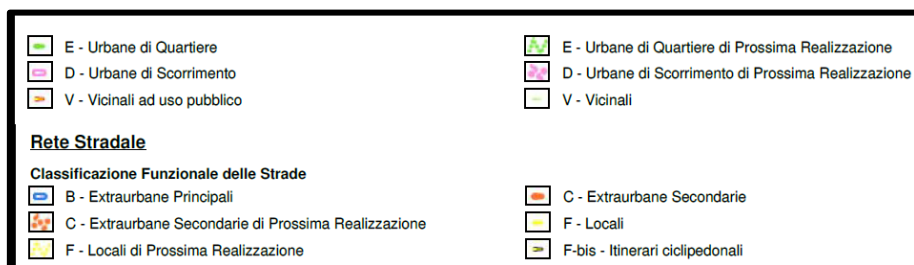 E - Urbane di Quartiere
E - Urbane di Quartiere di Prossima Realizzazione
D - Urbane di Scorrimento
D - Urbane di Scorrimento di Prossima Realizzazione
V - Vicinali ad uso pubblico
V - Vicinali
Rete Stradale
Classificazione Funzionale delle Strade
B - Extraurbane Principali
C - Extraurbane Secondarie
C - Extraurbane Secondarie di Prossima Realizzazione
F - Locali
F - Locali di Prossima Realizzazione
F-bis - Itinerari ciclipedonali